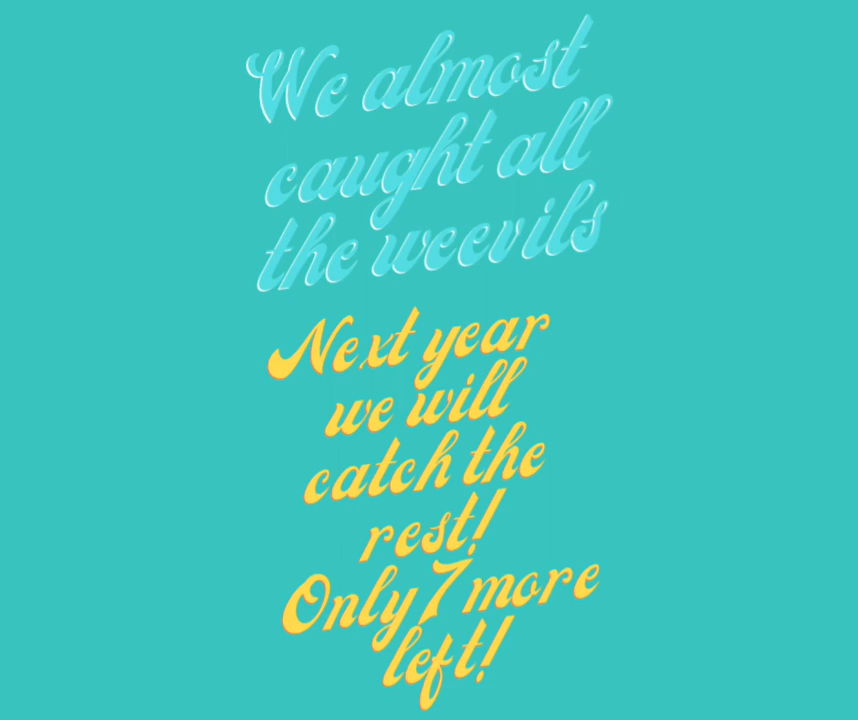 We almost
caught all
the weevils
Next year
we will
catch the
rest!
Only 7 more
left!